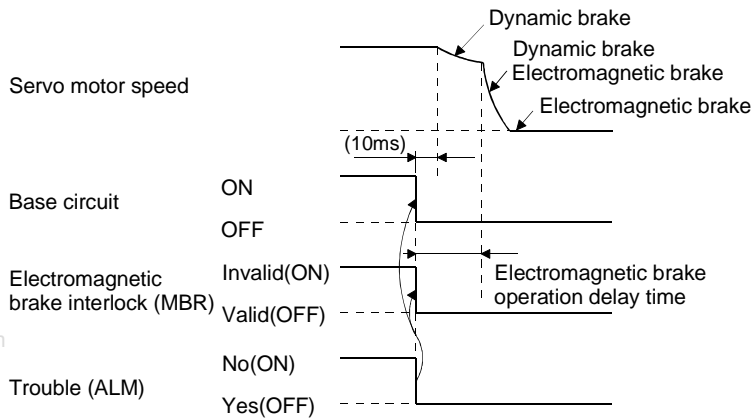 Dynamic brake
Dynamic brake
Electromagnetic brake
Servo motor speed
Electromagnetic brake
(10ms)
ON
Base circuit
OFF
Electromagnetic
brake interlock (MBR)
Invalid(ON)
Valid(OFF)
Electromagnetic brake
operation delay time
No(ON)
Trouble (ALM)
Yes(OFF)